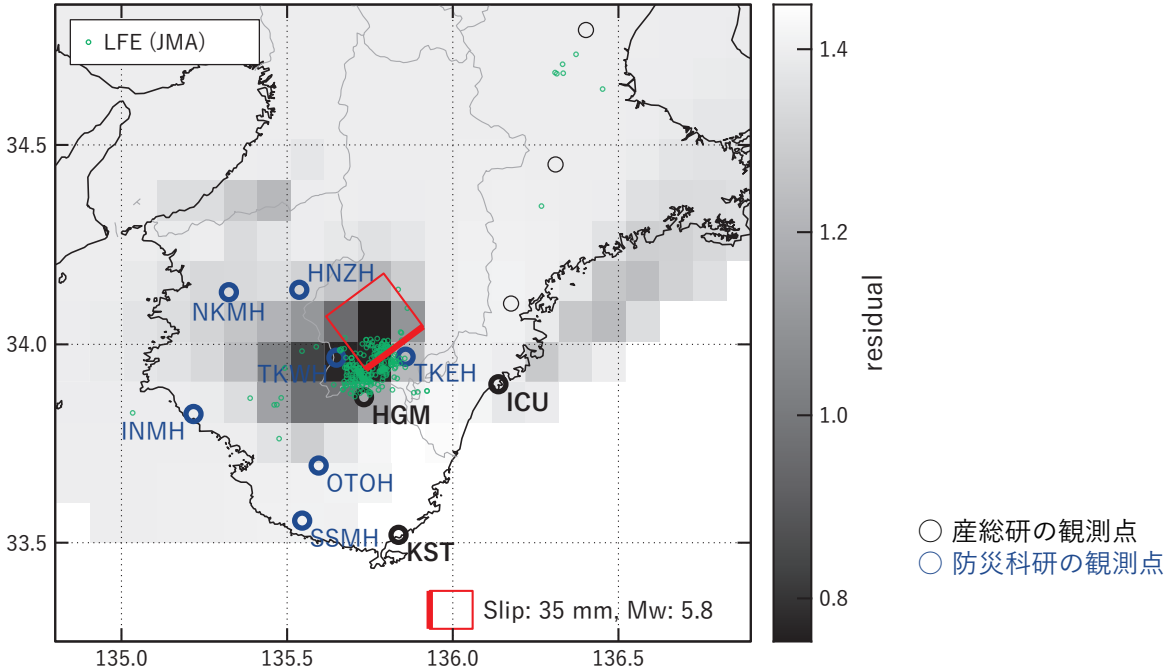 LFE (JMA)
34.5
34.0
33.5
135.0
135.5
136.0
136.5
HNZH
NKMH
TKWH
TKEH
HGM
ICU
INMH
OTOH
SSMH
KST
Slip: 35 mm, Mw: 5.8
1.4
1.2
1.0
0.8
residual
産総研の観測点
防災科研の観測点